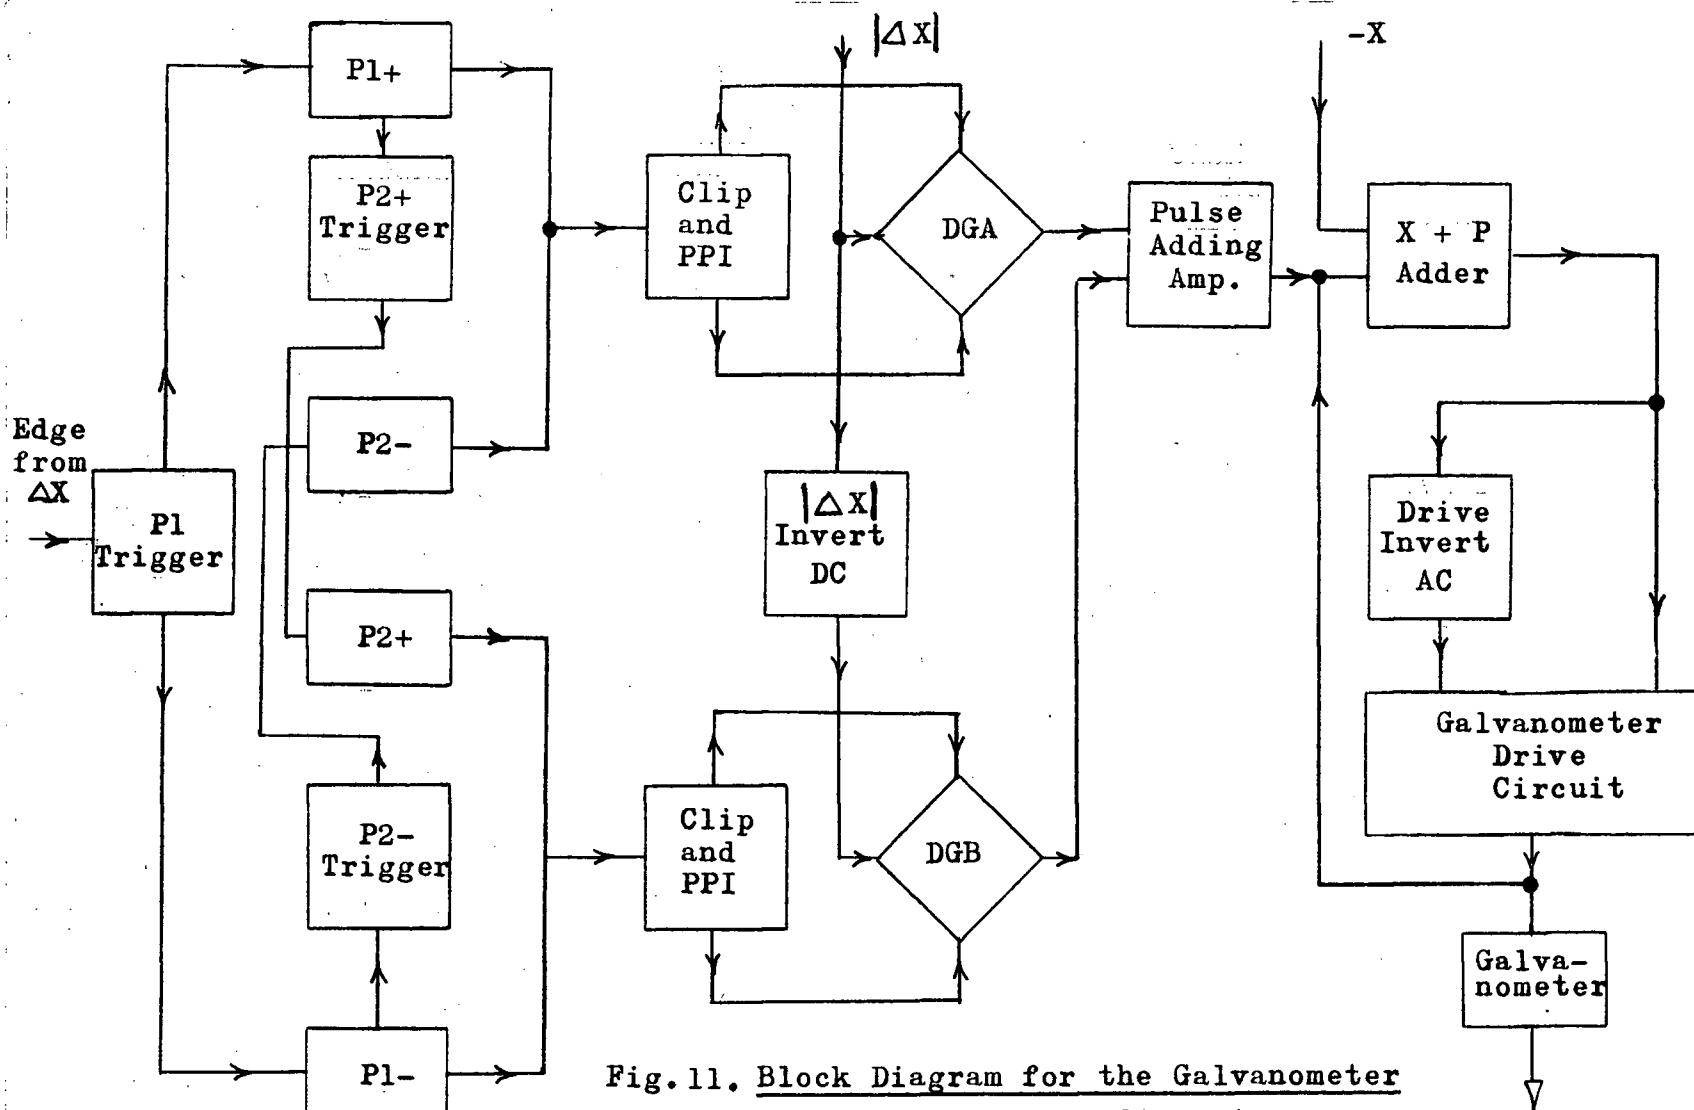 |ΔX|
-X
P1+
P2+
Trigger
Clip
and
PPI
DGA
Pulse
Adding
Amp.
X + P
Adder
Edge
from
ΔX
P1
Trigger
P2-
|ΔX|
Invert
DC
Drive
Invert
AC
P2+
Galvanometer
Drive
Circuit
P2-
Trigger
Clip
and
PPI
DGB
Galva-
nometer
P1-
Fig.11. Block Diagram for the Galvanometer